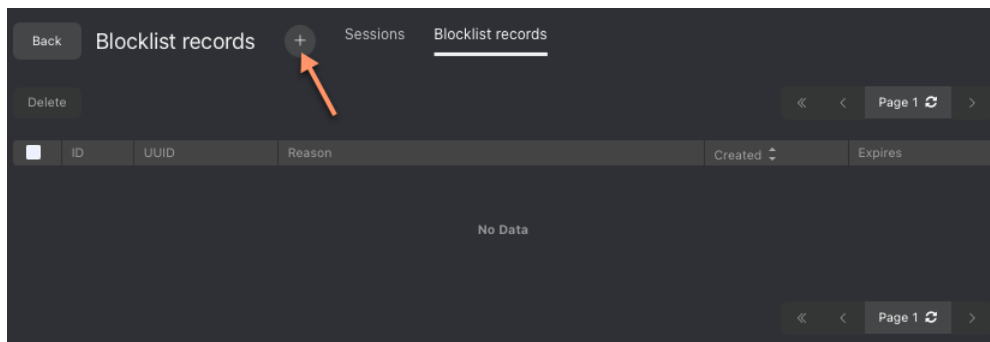 Back Blocklist records + Sessions Blocklist records
Delete « < Page 1 >
ID UUID Reason Created Expires
No Data
« < Page 1 >